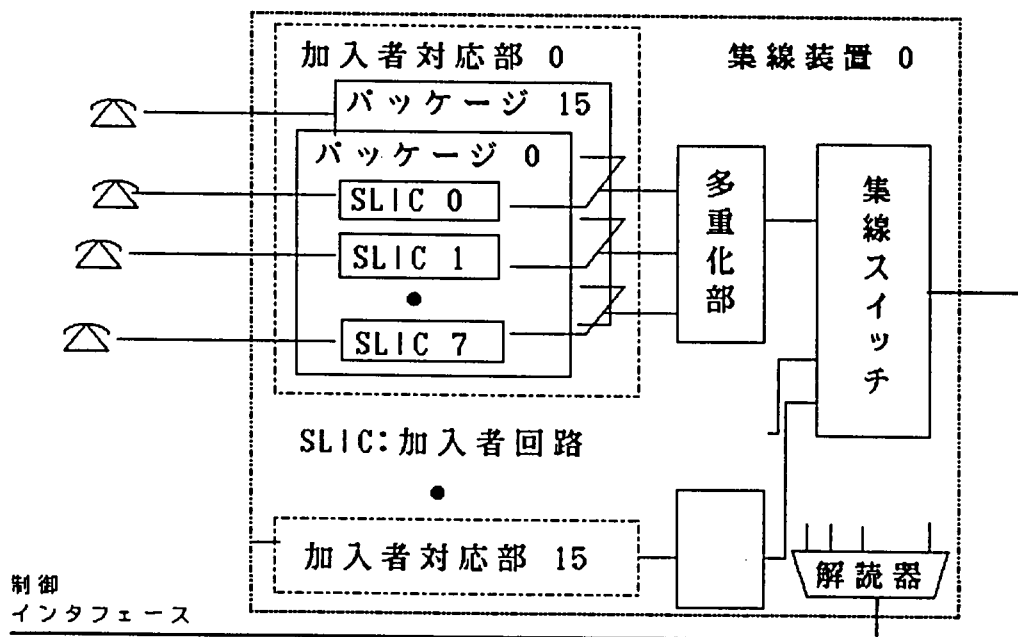 加入者対応部 0
集線装置 0
パッケージ 15
パッケージ 0
SLIC 0
SLIC 1
SLIC 7
多重化部
集線スイッチ
SLIC:加入者回路
加入者対応部 15
解読器
制御
インタフェース